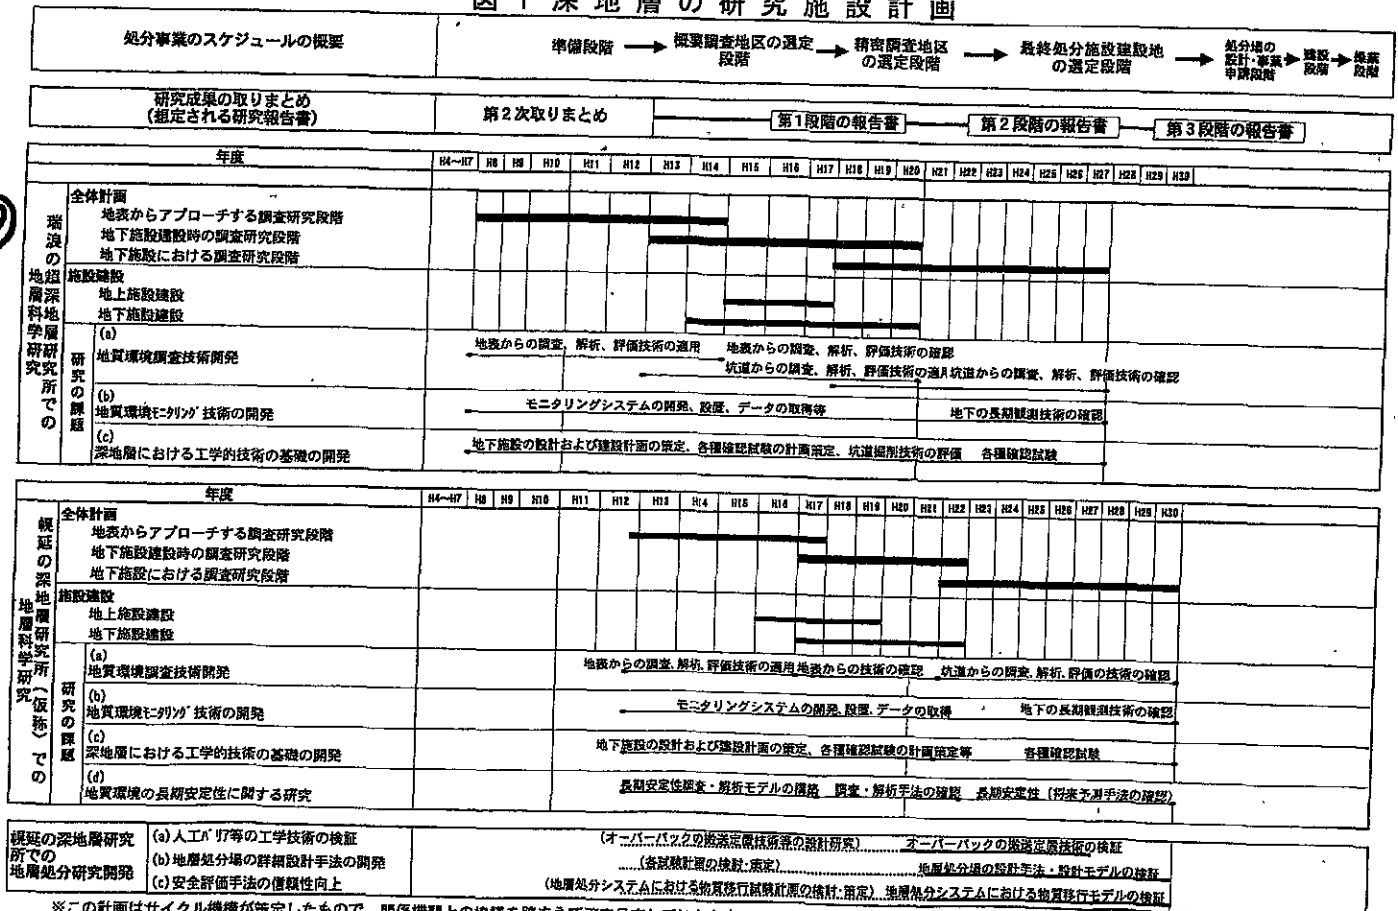 図 1 深 地 層 の 研 究 施 設 計 画
処分事業のスケジュールの概要
準備段階
概要調査地区の選定
段階
精密調査地区
の選定段階
最終処分施設建設地
の選定段階
処分場の
設計・事業
申請段階
建設
段階
操業
段階
研究成果の取りまとめ
(想定される研究報告書)
第2次取りまとめ
第1段階の報告書
第2段階の報告書
第3段階の報告書
年度
H4～H7 H8 H9 H10 H11 H12 H13 H14 H15 H16 H17 H18 H19 H20 H21 H22 H23 H24 H25 H26 H27 H28 H29 H30
瑞浪の超深地層研究所での
地層科学研究
全体計画
地表からアプローチする調査研究段階
地下施設建設時の調査研究段階
地下施設における調査研究段階
施設建設
地上施設建設
地下施設建設
研究の課題
(a)
地質環境調査技術開発
地表からの調査、解析、評価技術の適用
地表からの調査、解析、評価技術の確認
坑道からの調査、解析、評価技術の適用
坑道からの調査、解析、評価技術の確認
(b)
地質環境モニタリング技術の開発
モニタリングシステムの開発、設置、データの取得等
地下の長期観測技術の確認
(c)
深地層における工学的技術の基礎の開発
地下施設の設計および建設計画の策定、各種確認試験の計画策定、坑道掘削技術の評価
各種確認試験
年度
H4～H7 H8 H9 H10 H11 H12 H13 H14 H15 H16 H17 H18 H19 H20 H21 H22 H23 H24 H25 H26 H27 H28 H29 H30
幌延の深地層研究所(仮称)での
地層科学研究
全体計画
地表からアプローチする調査研究段階
地下施設建設時の調査研究段階
地下施設における調査研究段階
施設建設
地上施設建設
地下施設建設
研究の課題
(a)
地質環境調査技術開発
地表からの調査、解析、評価技術の適用
地表からの技術の確認
坑道からの調査、解析、評価の技術の確認
(b)
地質環境モニタリング技術の開発
モニタリングシステムの開発、設置、データの取得
地下の長期観測技術の確認
(c)
深地層における工学的技術の基礎の開発
地下施設の設計および建設計画の策定、各種確認試験の計画策定等
各種確認試験
(d)
地質環境の長期安定性に関する研究
長期安定性調査・解析モデルの構築
調査・解析手法の確認
長期安定性(将来予測手法の確認)
幌延の深地層研究
所での
地層処分研究開発
(a)人工バリア等の工学技術の検証
(オーバーパックの搬送定置技術等の設計研究)
オーバーパックの搬送定置技術の検証
(b)地層処分場の詳細設計手法の開発
(各試験計画の検討・策定)
地層処分場の設計手法・設計モデルの検証
(c)安全評価手法の信頼性向上
(地層処分システムにおける物質移行試験計画の検討・策定)
地層処分システムにおける物質移行モデルの検証
※この計画はサイクル機構が策定したもので、関係機関との協議を踏まえ